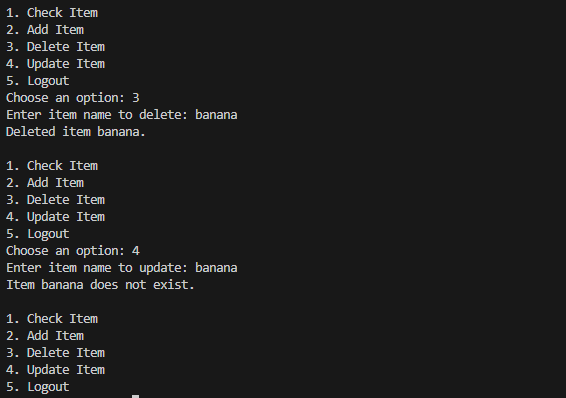 1. Check Item
2. Add Item
3. Delete Item
4. Update Item
5. Logout
Choose an option: 3
Enter item name to delete: banana
Deleted item banana.

1. Check Item
2. Add Item
3. Delete Item
4. Update Item
5. Logout
Choose an option: 4
Enter item name to update: banana
Item banana does not exist.

1. Check Item
2. Add Item
3. Delete Item
4. Update Item
5. Logout